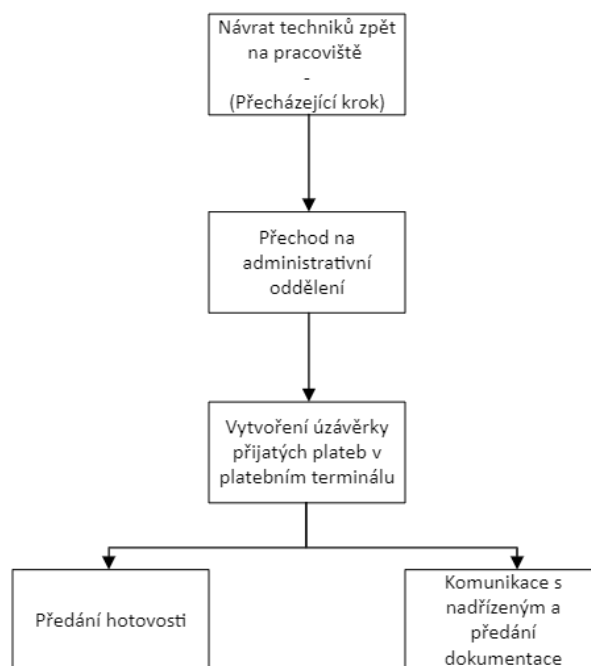 Návrat techniků zpět
na pracoviště
-
(Přecházející krok)
Přechod na
administrativní
oddělení
Vytvoření úzávěrky
přijatých plateb v
platebním terminálu
Předání hotovosti
Komunikace s
nadřízeným a
předání
dokumentace